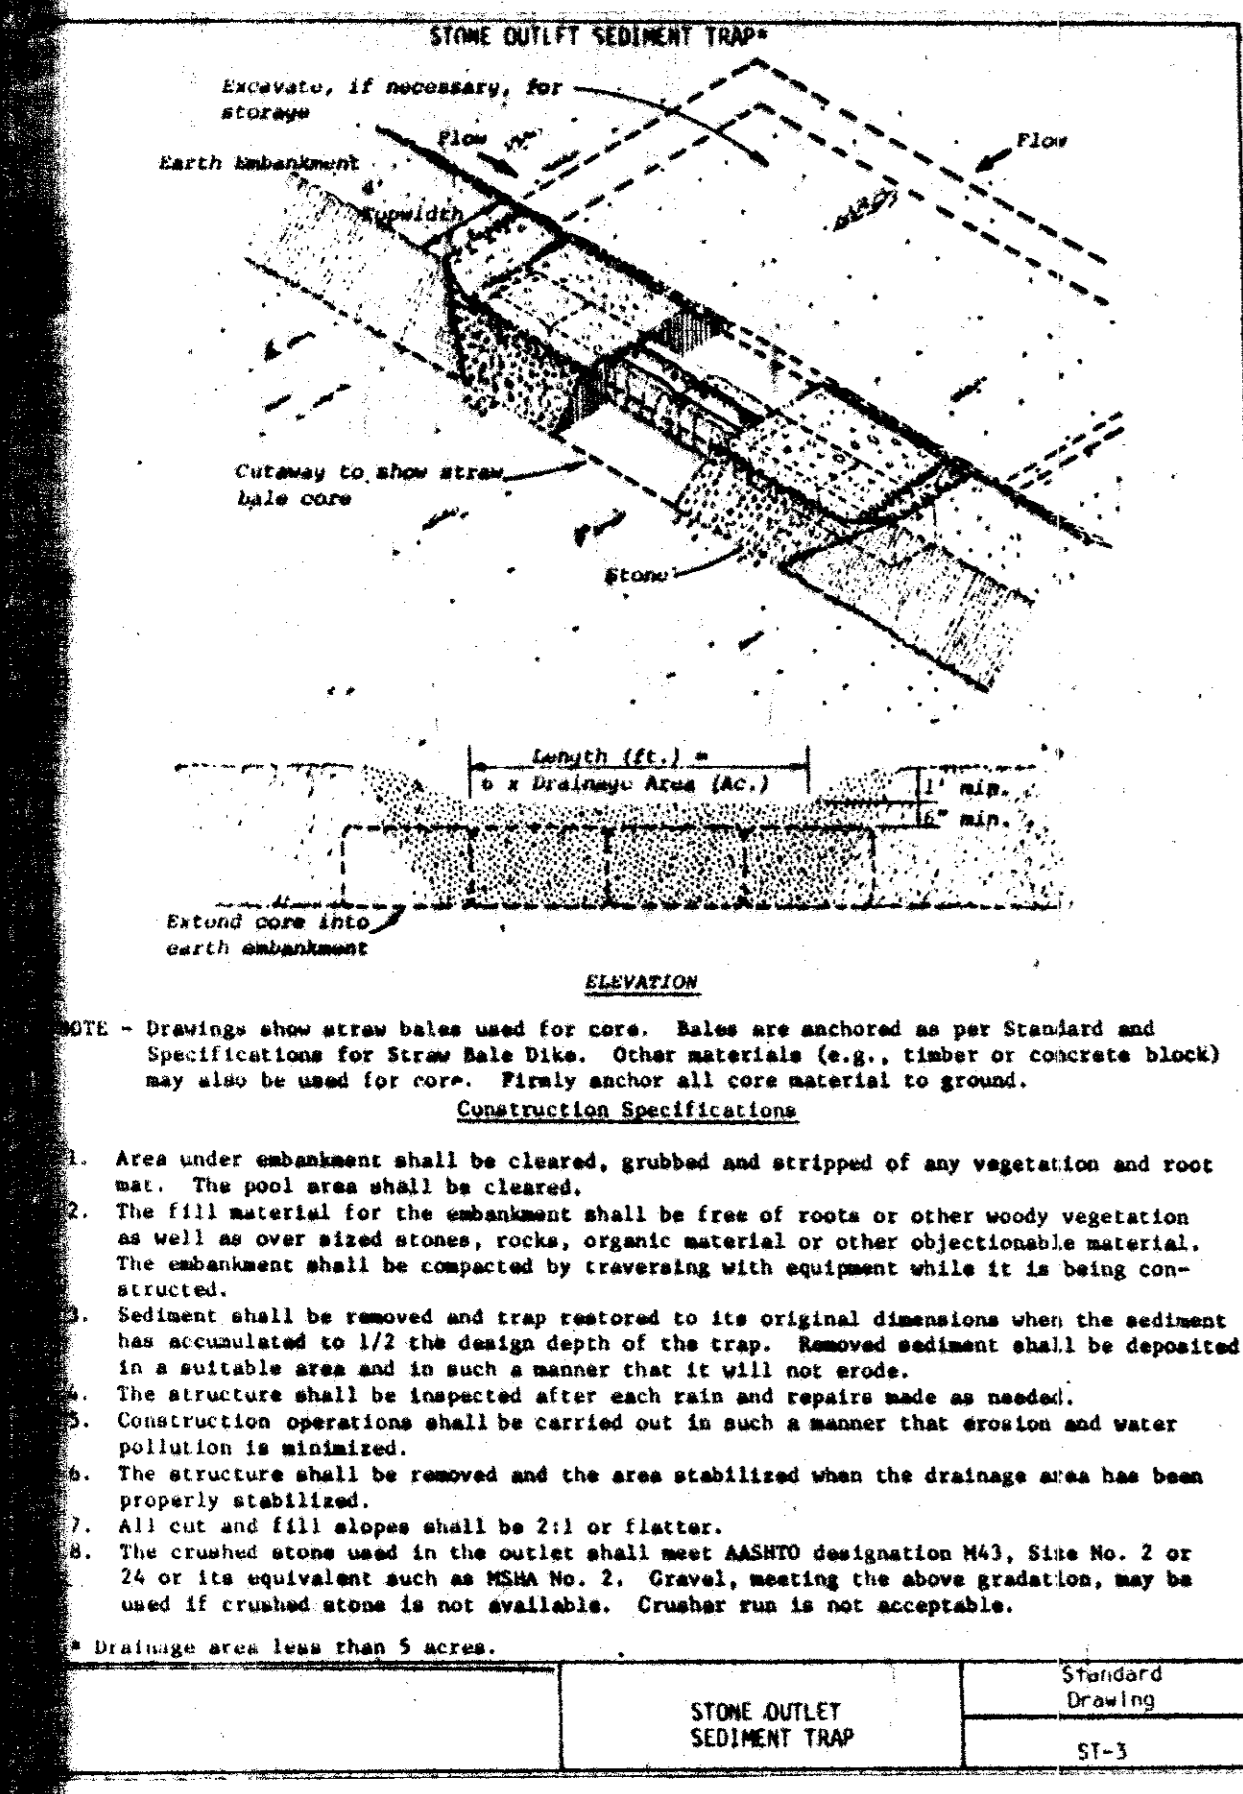 STONE OUTLET SEDIMENT TRAP*
Excavate, if necessary, for
storage
Flow
Flow
Earth Embankment
4'
Topwidth
Cutaway to show straw
bale core
Stone
Length (ft.) =
6 x Drainage Area (Ac.)
1' min.
6" min.
Extend core into
earth embankment
ELEVATION
NOTE - Drawings show straw bales used for core. Bales are anchored as per Standard and
Specifications for Straw Bale Dike. Other materials (e.g., timber or concrete block)
may also be used for core. Firmly anchor all core material to ground.
Construction Specifications
1. Area under embankment shall be cleared, grubbed and stripped of any vegetation and root
mat. The pool area shall be cleared.
2. The fill material for the embankment shall be free of roots or other woody vegetation
as well as over sized stones, rocks, organic material or other objectionable material.
The embankment shall be compacted by traversing with equipment while it is being con-
structed.
3. Sediment shall be removed and trap restored to its original dimensions when the sediment
has accumulated to 1/2 the design depth of the trap. Removed sediment shall be deposited
in a suitable area and in such a manner that it will not erode.
4. The structure shall be inspected after each rain and repairs made as needed.
5. Construction operations shall be carried out in such a manner that erosion and water
pollution is minimized.
6. The structure shall be removed and the area stabilized when the drainage area has been
properly stabilized.
7. All cut and fill slopes shall be 2:1 or flatter.
8. The crushed stone used in the outlet shall meet AASHTO designation M43, Size No. 2 or
24 or its equivalent such as MSHA No. 2. Gravel, meeting the above gradation, may be
used if crushed stone is not available. Crusher run is not acceptable.
* Drainage area less than 5 acres.
STONE OUTLET
SEDIMENT TRAP
Standard
Drawing
ST-3